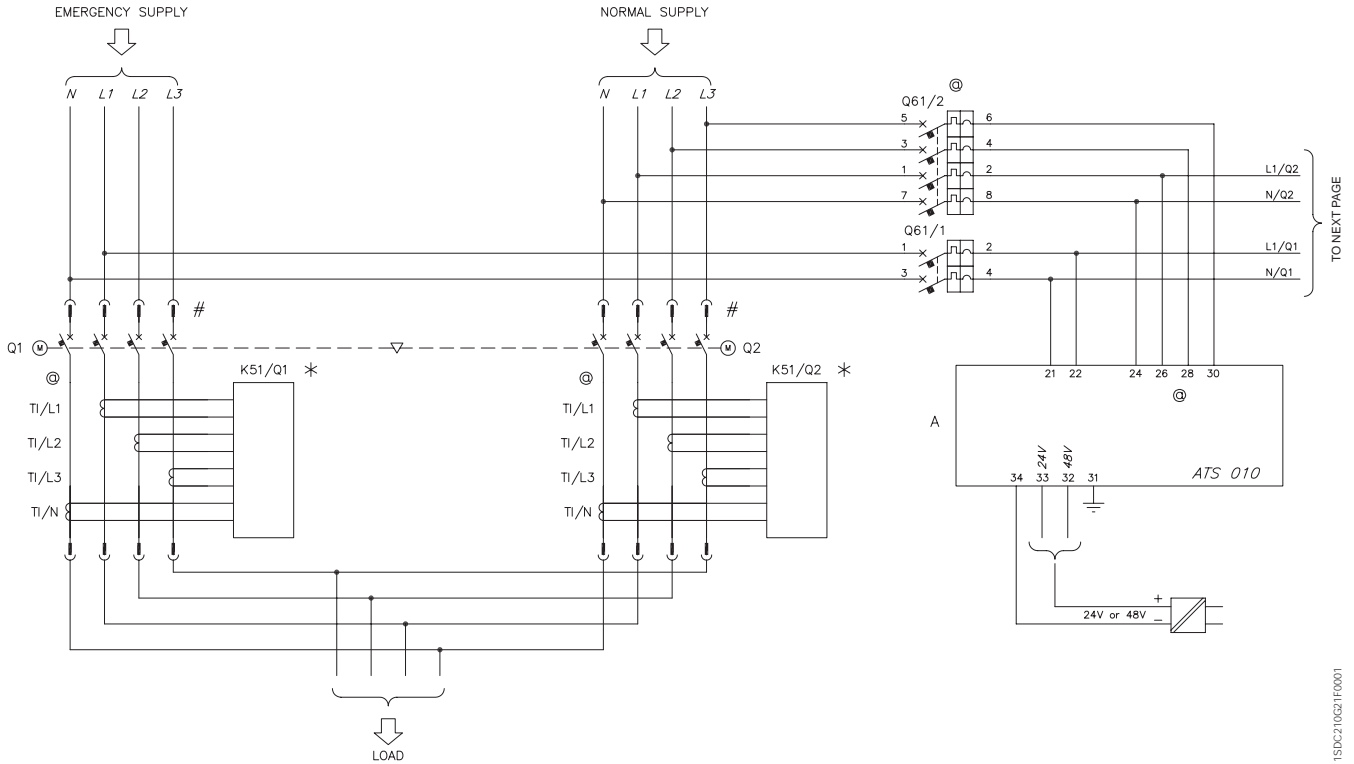 EMERGENCY SUPPLY
NORMAL SUPPLY
N L1 L2 L3
N L1 L2 L3
@
Q61/2
5 6
3 4
1 2 L1/Q2
7 8 N/Q2
Q61/1
1 2 L1/Q1
3 4 N/Q1
TO NEXT PAGE
#
#
Q1 M
M Q2
@
K51/Q1 *
@
K51/Q2 *
TI/L1
TI/L2
TI/L3
TI/N
TI/L1
TI/L2
TI/L3
TI/N
21 22 24 26 28 30
@
A
24V 48V
34 33 32 31
ATS 010
+
24V or 48V −
LOAD
1SDC210G21F0001